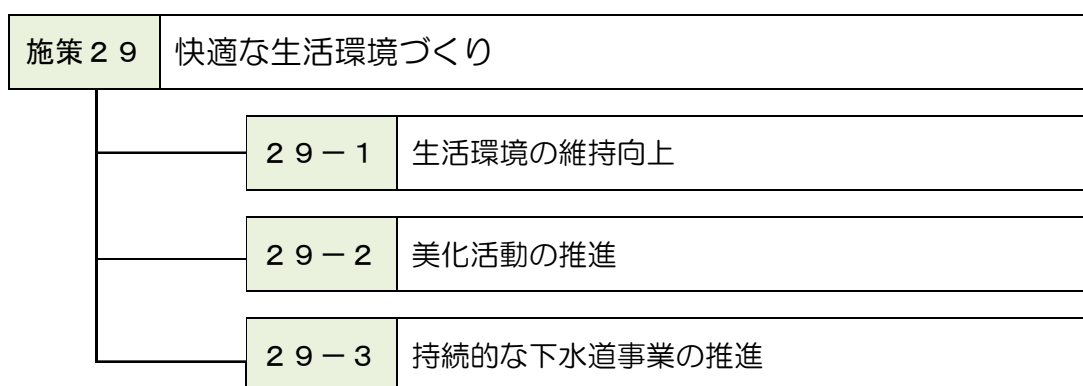 施策２９ 快適な生活環境づくり
２９－１ 生活環境の維持向上
２９－２ 美化活動の推進
２９－３ 持続的な下水道事業の推進